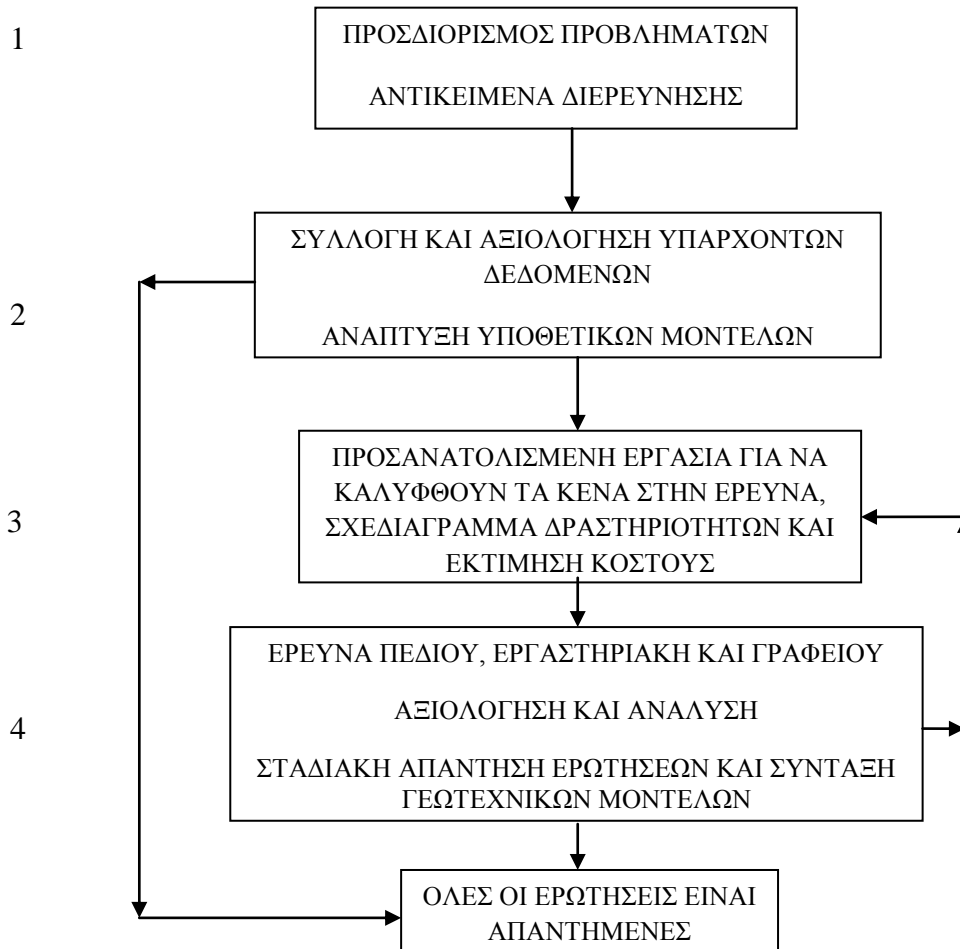 1
ΠΡΟΣΔΙΟΡΙΣΜΟΣ ΠΡΟΒΛΗΜΑΤΩΝ
ΑΝΤΙΚΕΙΜΕΝΑ ΔΙΕΡΕΥΝΗΣΗΣ
2
ΣΥΛΛΟΓΗ ΚΑΙ ΑΞΙΟΛΟΓΗΣΗ ΥΠΑΡΧΟΝΤΩΝ
ΔΕΔΟΜΕΝΩΝ
ΑΝΑΠΤΥΞΗ ΥΠΟΘΕΤΙΚΩΝ ΜΟΝΤΕΛΩΝ
3
ΠΡΟΣΑΝΑΤΟΛΙΣΜΕΝΗ ΕΡΓΑΣΙΑ ΓΙΑ ΝΑ
ΚΑΛΥΦΘΟΥΝ ΤΑ ΚΕΝΑ ΣΤΗΝ ΕΡΕΥΝΑ,
ΣΧΕΔΙΑΓΡΑΜΜΑ ΔΡΑΣΤΗΡΙΟΤΗΤΩΝ ΚΑΙ
ΕΚΤΙΜΗΣΗ ΚΟΣΤΟΥΣ
4
ΕΡΕΥΝΑ ΠΕΔΙΟΥ, ΕΡΓΑΣΤΗΡΙΑΚΗ ΚΑΙ ΓΡΑΦΕΙΟΥ
ΑΞΙΟΛΟΓΗΣΗ ΚΑΙ ΑΝΑΛΥΣΗ
ΣΤΑΔΙΑΚΗ ΑΠΑΝΤΗΣΗ ΕΡΩΤΗΣΕΩΝ ΚΑΙ ΣΥΝΤΑΞΗ
ΓΕΩΤΕΧΝΙΚΩΝ ΜΟΝΤΕΛΩΝ
ΟΛΕΣ ΟΙ ΕΡΩΤΗΣΕΙΣ ΕΙΝΑΙ
ΑΠΑΝΤΗΜΕΝΕΣ